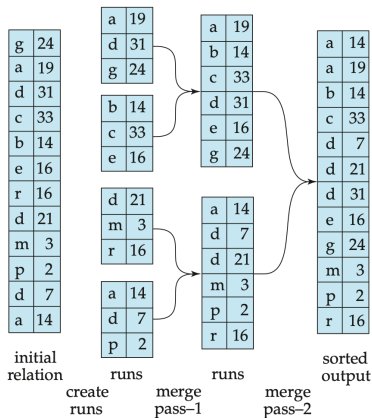 g 24
a 19
d 31
c 33
b 14
e 16
r 16
d 21
m 3
p 2
d 7
a 14
initial
relation
create
runs
a 19
d 31
g 24
b 14
c 33
e 16
d 21
m 3
r 16
a 14
d 7
p 2
runs
merge
pass–1
a 19
b 14
c 33
d 31
e 16
g 24
a 14
d 7
d 21
m 3
p 2
r 16
runs
merge
pass–2
a 14
a 19
b 14
c 33
d 7
d 21
d 31
e 16
g 24
m 3
p 2
r 16
sorted
output